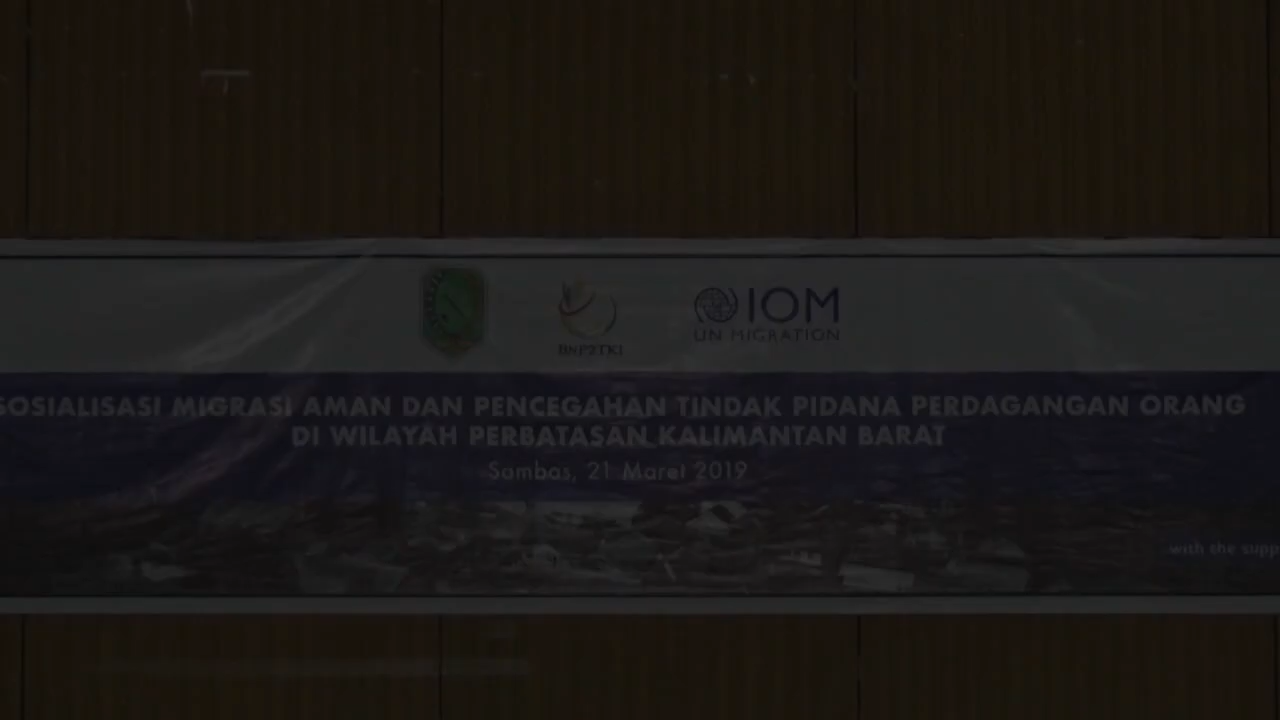 BNP2TKI
IOM
UN MIGRATION
SOSIALISASI MIGRASI AMAN DAN PENCEGAHAN TINDAK PIDANA PERDAGANGAN ORANG
DI WILAYAH PERBATASAN KALIMANTAN BARAT
Sambas, 21 Maret 2019
with the supp